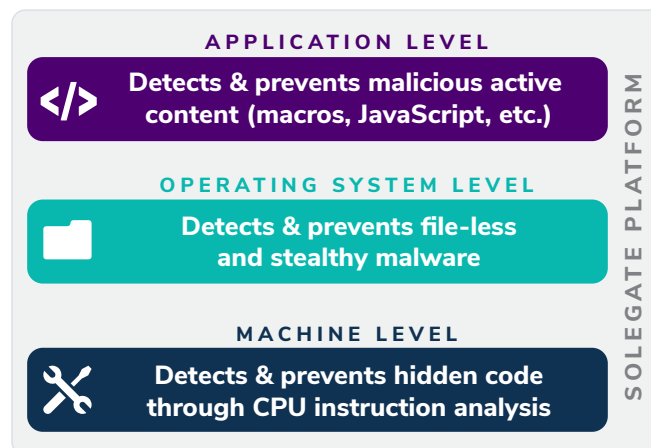 APPLICATION LEVEL
</>
Detects & prevents malicious active
content (macros, JavaScript, etc.)
OPERATING SYSTEM LEVEL
Detects & prevents file-less
and stealthy malware
MACHINE LEVEL
Detects & prevents hidden code
through CPU instruction analysis
SOLEGATE PLATFORM